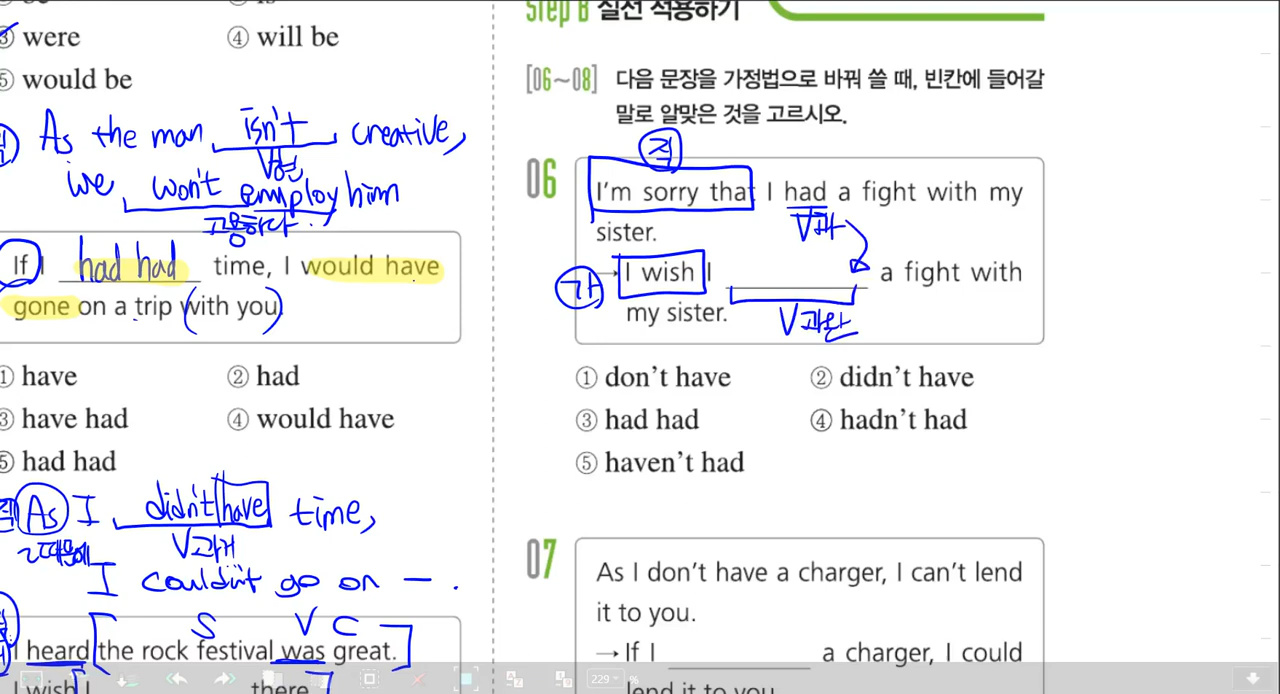 ③ were ④ will be
⑤ would be
As the man isn't creative,
V현
we won't employ him
고용하다
If I had had time, I would have
gone on a trip (with you)
① have ② had
③ have had ④ would have
⑤ had had
As I didn't have time,
V과거
I couldn't go on — .
S V C
I heard [the rock festival was great.]
I wish I there
Step B 실전 적용하기
[06~08] 다음 문장을 가정법으로 바꿔 쓸 때, 빈칸에 들어갈
말로 알맞은 것을 고르시오.
직
06 I'm sorry that I had a fight with my
V과
sister.
가 → I wish I a fight with
my sister. V과완
① don't have ② didn't have
③ had had ④ hadn't had
⑤ haven't had
07 As I don't have a charger, I can't lend
it to you.
→ If I a charger, I could
lend it to you.
229 %